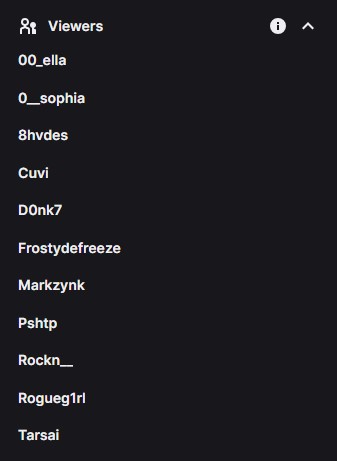 Viewers
00_ella
0__sophia
8hvdes
Cuvi
D0nk7
Frostydefreeze
Markzynk
Pshtp
Rockn__
Rogueg1rl
Tarsai